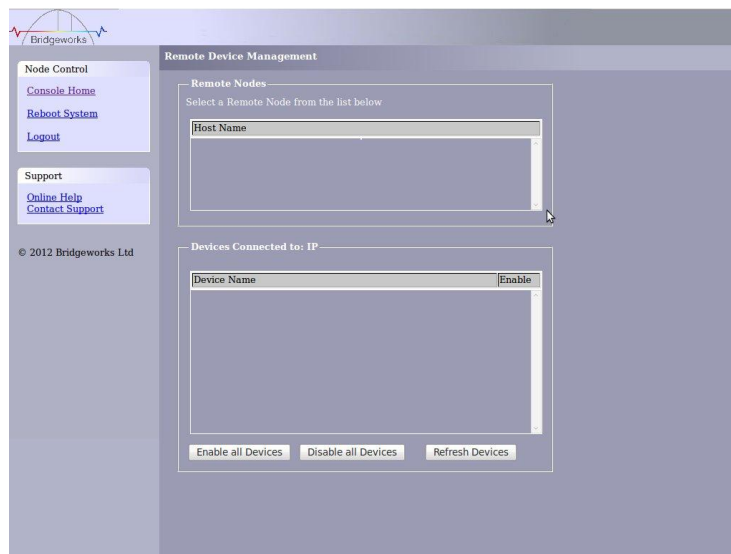 Bridgeworks
Remote Device Management
Node Control
Console Home
Reboot System
Logout
Support
Online Help
Contact Support
© 2012 Bridgeworks Ltd
Remote Nodes
Select a Remote Node from the list below
Host Name
Devices Connected to: IP
Device Name Enable
Enable all Devices Disable all Devices Refresh Devices